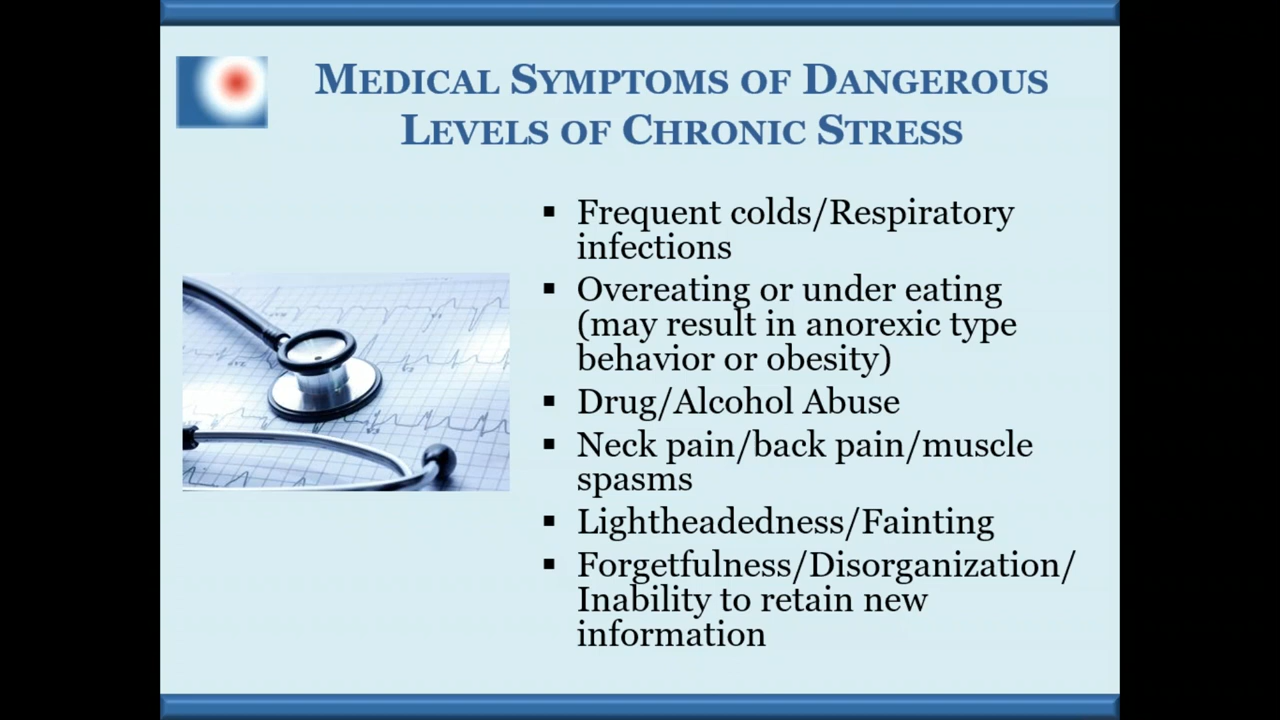 MEDICAL SYMPTOMS OF DANGEROUS
LEVELS OF CHRONIC STRESS
▪ Frequent colds/Respiratory
infections
▪ Overeating or under eating
(may result in anorexic type
behavior or obesity)
▪ Drug/Alcohol Abuse
▪ Neck pain/back pain/muscle
spasms
▪ Lightheadedness/Fainting
▪ Forgetfulness/Disorganization/
Inability to retain new
information